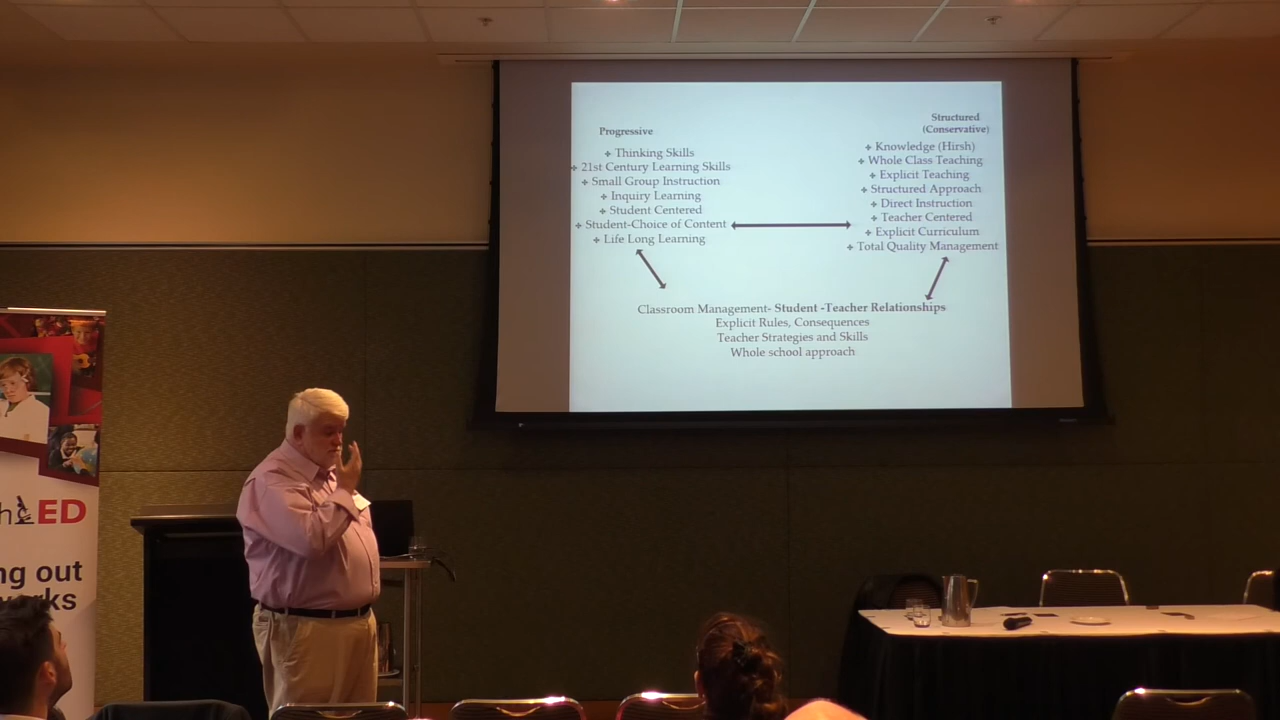 Progressive
+ Thinking Skills
+ 21st Century Learning Skills
+ Small Group Instruction
+ Inquiry Learning
+ Student Centered
+ Student-Choice of Content
+ Life Long Learning
Structured
(Conservative)
+ Knowledge (Hirsh)
+ Whole Class Teaching
+ Explicit Teaching
+ Structured Approach
+ Direct Instruction
+ Teacher Centered
+ Explicit Curriculum
+ Total Quality Management
Classroom Management- Student -Teacher Relationships
Explicit Rules, Consequences
Teacher Strategies and Skills
Whole school approach
h ED
ng out
works